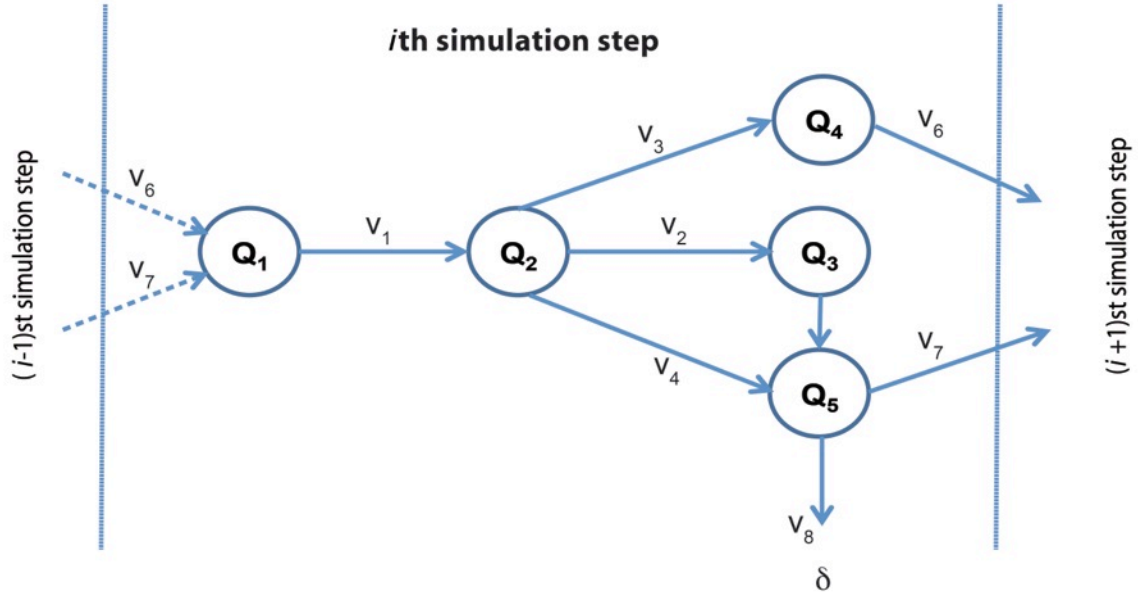 ith simulation step
(i-1)st simulation step
V6
V7
Q1
V1
Q2
V3
V2
V4
Q4
Q3
Q5
V6
V7
V8
δ
(i+1)st simulation step